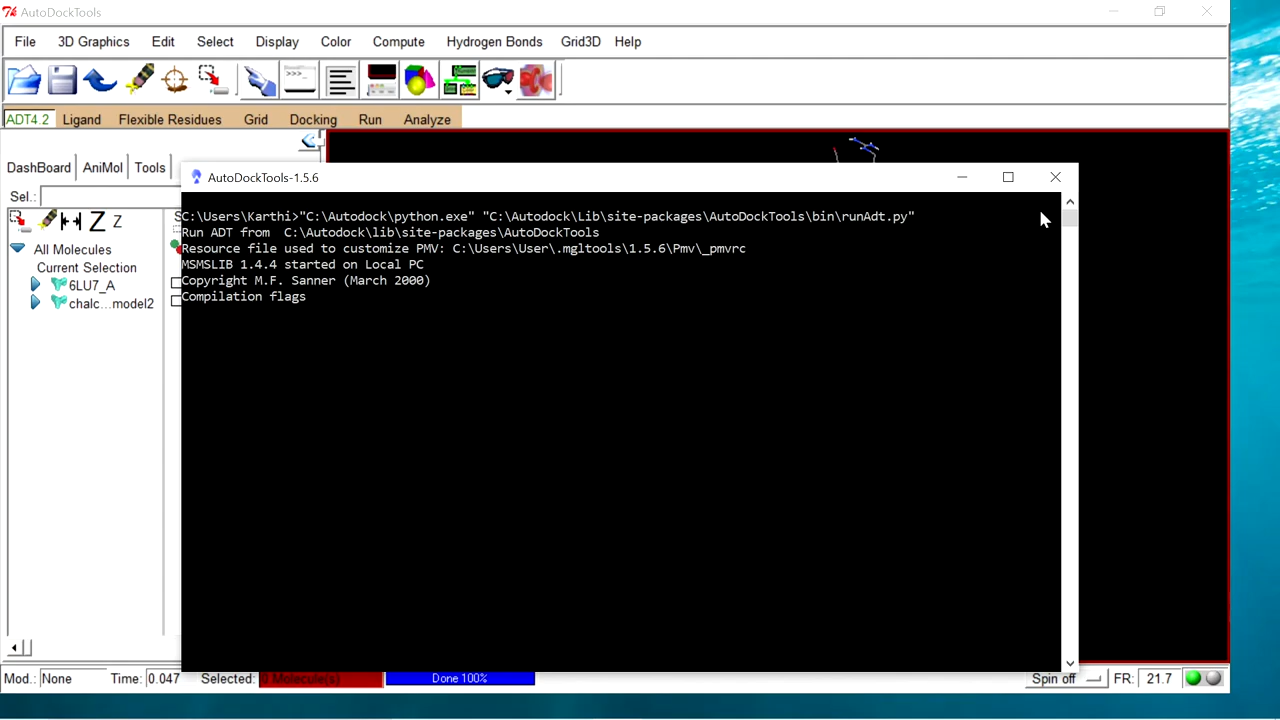 AutoDockTools
File 3D Graphics Edit Select Display Color Compute Hydrogen Bonds Grid3D Help
ADT4.2 Ligand Flexible Residues Grid Docking Run Analyze
DashBoard AniMol Tools
Sel.:
All Molecules
Current Selection
6LU7_A
chalc...model2
AutoDockTools-1.5.6
C:\Users\Karthi>"C:\Autodock\python.exe" "C:\Autodock\Lib\site-packages\AutoDockTools\bin\runAdt.py"
Run ADT from C:\Autodock\lib\site-packages\AutoDockTools
Resource file used to customize PMV: C:\Users\User\.mgltools\1.5.6\Pmv\_pmvrc
MSMSLIB 1.4.4 started on Local PC
Copyright M.F. Sanner (March 2000)
Compilation flags
Mod.: None Time: 0.047 Selected: 0 Molecule(s) Done 100% Spin off FR: 21.7